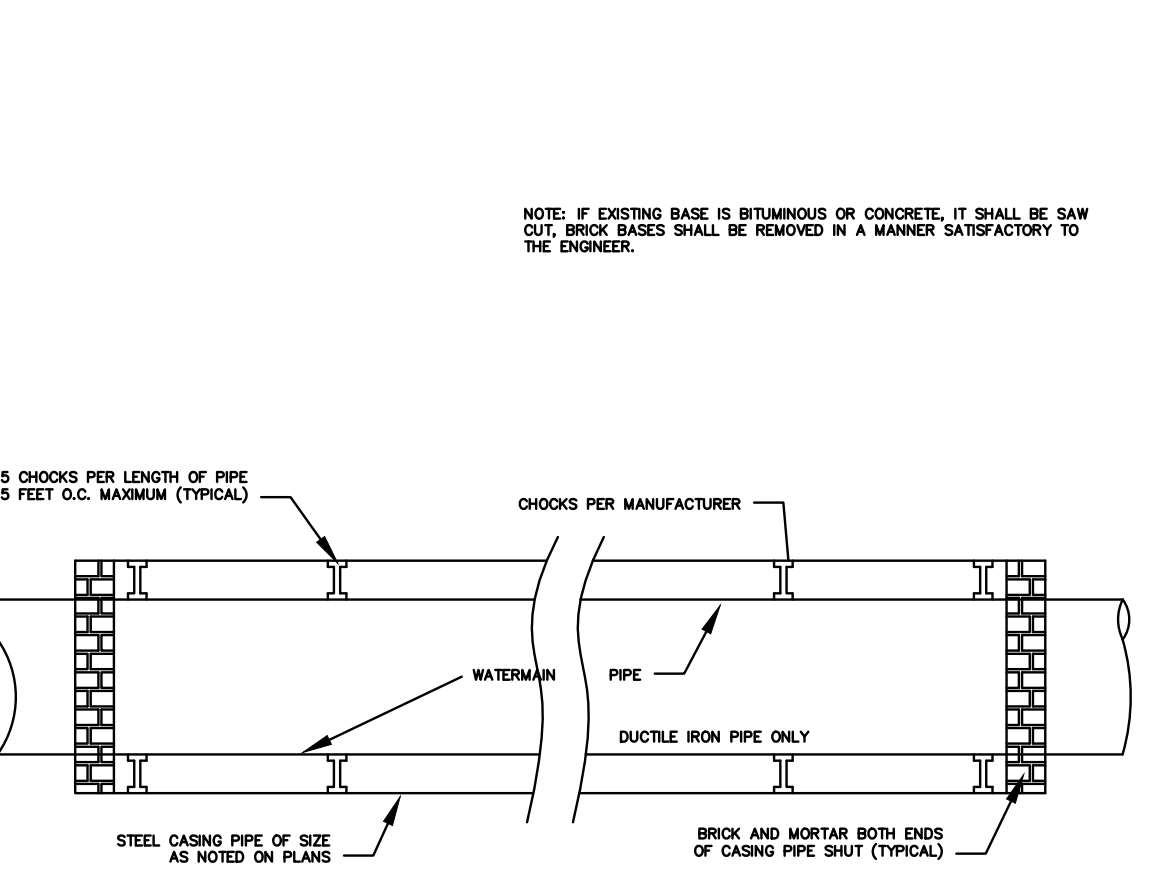 NOTE: IF EXISTING BASE IS BITUMINOUS OR CONCRETE, IT SHALL BE SAW
CUT, BRICK BASES SHALL BE REMOVED IN A MANNER SATISFACTORY TO
THE ENGINEER.
5 CHOCKS PER LENGTH OF PIPE
5 FEET O.C. MAXIMUM (TYPICAL)
CHOCKS PER MANUFACTURER
WATERMAIN PIPE
DUCTILE IRON PIPE ONLY
STEEL CASING PIPE OF SIZE
AS NOTED ON PLANS
BRICK AND MORTAR BOTH ENDS
OF CASING PIPE SHUT (TYPICAL)